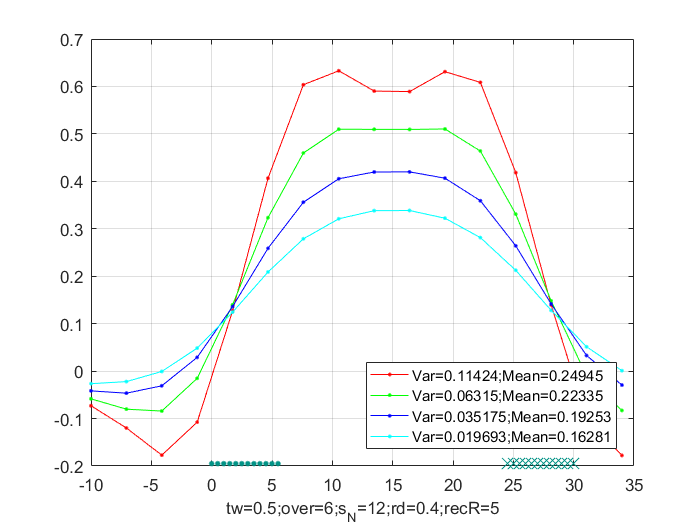 0.7
0.6
0.5
0.4
0.3
0.2
0.1
0
-0.1
-0.2
Var=0.11424;Mean=0.24945
Var=0.06315;Mean=0.22335
Var=0.035175;Mean=0.19253
Var=0.019693;Mean=0.16281
-10 -5 0 5 10 15 20 25 30 35
tw=0.5;over=6;s_N=12;rd=0.4;recR=5